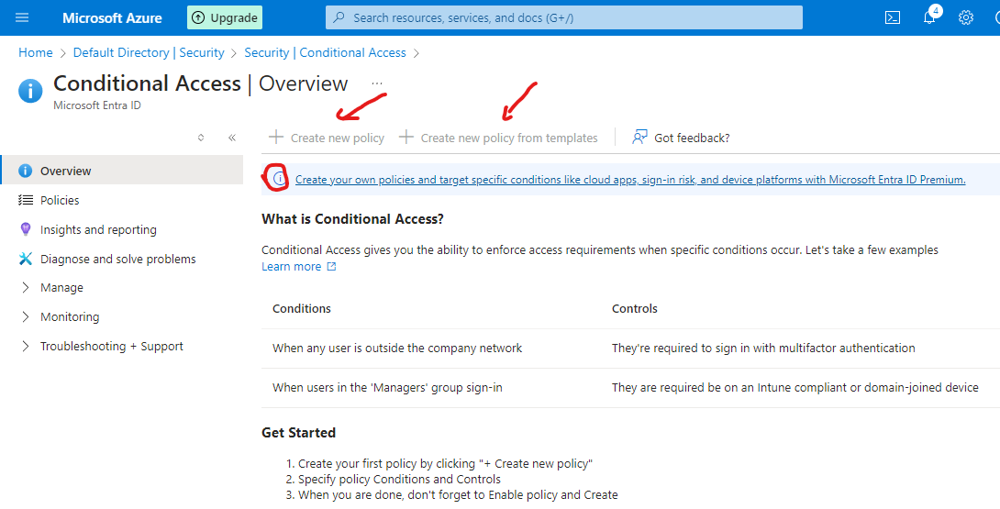 Microsoft Azure
Upgrade
Search resources, services, and docs (G+/)
4
Home > Default Directory | Security > Security | Conditional Access >
Conditional Access | Overview ...
Microsoft Entra ID
+ Create new policy + Create new policy from templates Got feedback?
Overview
Policies
Insights and reporting
Diagnose and solve problems
Manage
Monitoring
Troubleshooting + Support
Create your own policies and target specific conditions like cloud apps, sign-in risk, and device platforms with Microsoft Entra ID Premium.
What is Conditional Access?
Conditional Access gives you the ability to enforce access requirements when specific conditions occur. Let's take a few examples
Learn more
Conditions Controls
When any user is outside the company network They're required to sign in with multifactor authentication
When users in the 'Managers' group sign-in They are required be on an Intune compliant or domain-joined device
Get Started
1. Create your first policy by clicking "+ Create new policy"
2. Specify policy Conditions and Controls
3. When you are done, don't forget to Enable policy and Create